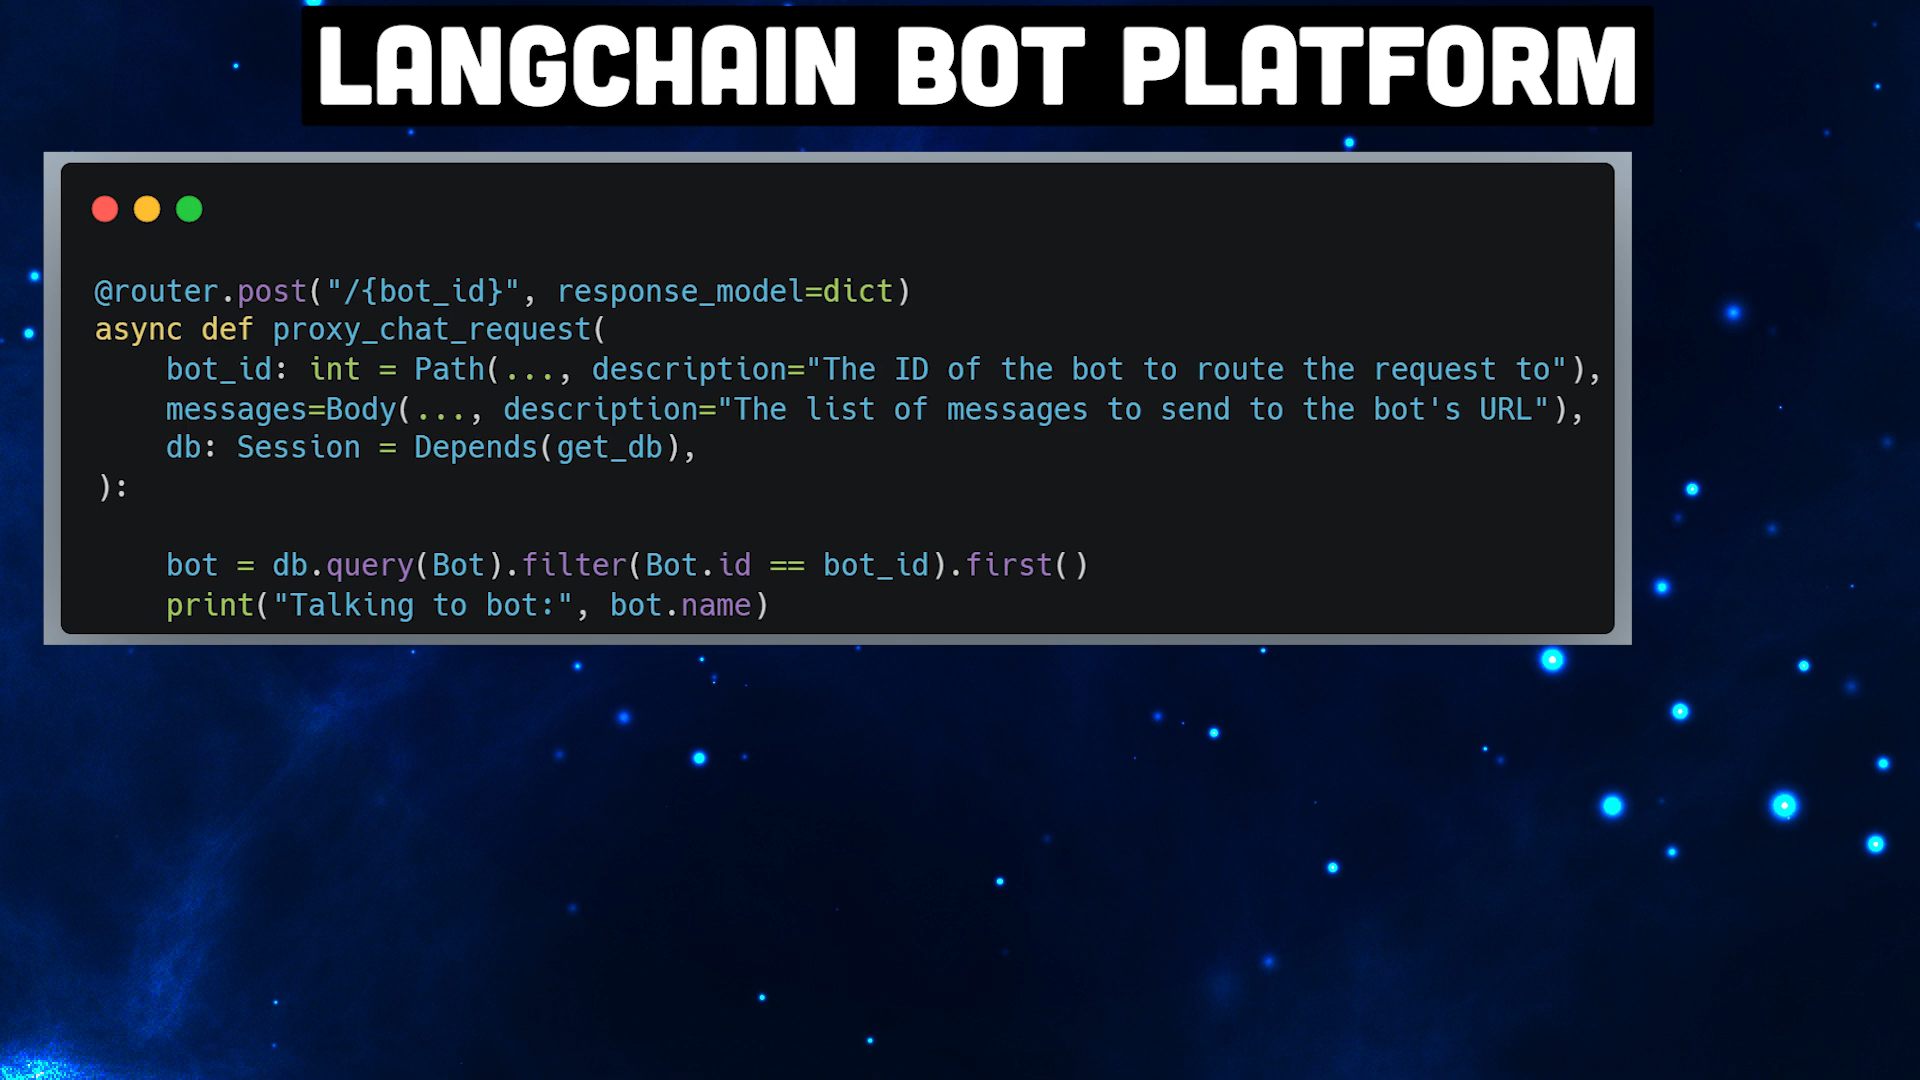 LANGCHAIN BOT PLATFORM
@router.post("/{bot_id}", response_model=dict)
async def proxy_chat_request(
    bot_id: int = Path(..., description="The ID of the bot to route the request to"),
    messages=Body(..., description="The list of messages to send to the bot's URL"),
    db: Session = Depends(get_db),
):
    bot = db.query(Bot).filter(Bot.id == bot_id).first()
    print("Talking to bot:", bot.name)